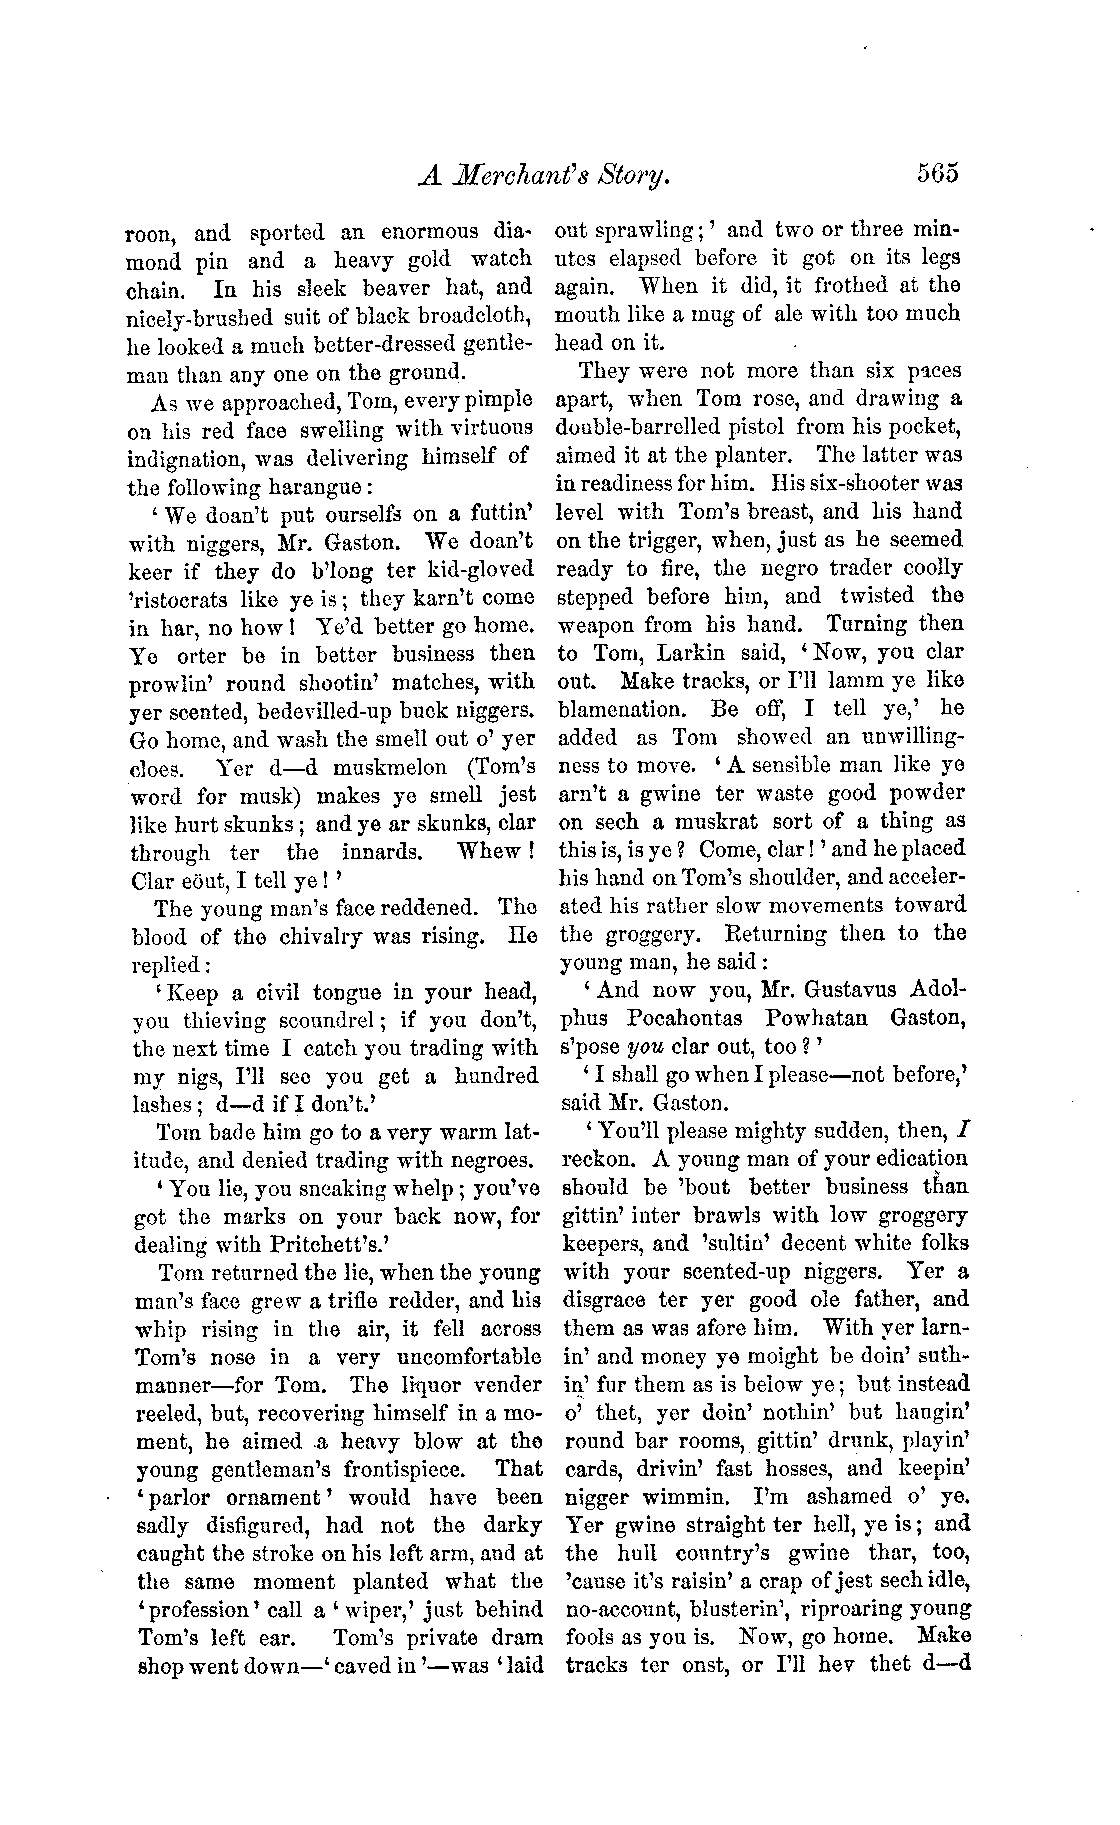 A Merchant's Story.
565
roon, and sported an enormous dia-
mond pin and a heavy gold watch
chain. In his sleek beaver hat, and
nicely-brushed suit of black broadcloth,
he looked a much better-dressed gentle-
man than any one on the ground.
As we approached, Tom, every pimple
on his red face swelling with virtuous
indignation, was delivering himself of
the following harangue:
'We doan't put ourselfs on a futtin'
with niggers, Mr. Gaston. We doan't
keer if they do b'long ter kid-gloved
'ristocrats like ye is; they karn't come
in har, no how! Ye'd better go home.
Ye orter be in better business then
prowlin' round shootin' matches, with
yer scented, bedevilled-up buck niggers.
Go home, and wash the smell out o' yer
cloes. Yer d—d muskmelon (Tom's
word for musk) makes ye smell jest
like hurt skunks; and ye ar skunks, clar
through ter the innards. Whew!
Clar eöut, I tell ye!'
The young man's face reddened. The
blood of the chivalry was rising. He
replied:
'Keep a civil tongue in your head,
you thieving scoundrel; if you don't,
the next time I catch you trading with
my nigs, I'll see you get a hundred
lashes; d—d if I don't.'
Tom bade him go to a very warm lat-
itude, and denied trading with negroes.
'You lie, you sneaking whelp; you've
got the marks on your back now, for
dealing with Pritchett's.'
Tom returned the lie, when the young
man's face grew a trifle redder, and his
whip rising in the air, it fell across
Tom's nose in a very uncomfortable
manner—for Tom. The liquor vender
reeled, but, recovering himself in a mo-
ment, he aimed a heavy blow at the
young gentleman's frontispiece. That
'parlor ornament' would have been
sadly disfigured, had not the darky
caught the stroke on his left arm, and at
the same moment planted what the
'profession' call a 'wiper,' just behind
Tom's left ear. Tom's private dram
shop went down—'caved in'—was 'laid
out sprawling;' and two or three min-
utes elapsed before it got on its legs
again. When it did, it frothed at the
mouth like a mug of ale with too much
head on it.
They were not more than six paces
apart, when Tom rose, and drawing a
double-barrelled pistol from his pocket,
aimed it at the planter. The latter was
in readiness for him. His six-shooter was
level with Tom's breast, and his hand
on the trigger, when, just as he seemed
ready to fire, the negro trader coolly
stepped before him, and twisted the
weapon from his hand. Turning then
to Tom, Larkin said, 'Now, you clar
out. Make tracks, or I'll lamm ye like
blamenation. Be off, I tell ye,' he
added as Tom showed an unwilling-
ness to move. 'A sensible man like ye
arn't a gwine ter waste good powder
on sech a muskrat sort of a thing as
this is, is ye? Come, clar!' and he placed
his hand on Tom's shoulder, and acceler-
ated his rather slow movements toward
the groggery. Returning then to the
young man, he said:
'And now you, Mr. Gustavus Adol-
phus Pocahontas Powhatan Gaston,
s'pose you clar out, too?'
'I shall go when I please—not before,'
said Mr. Gaston.
'You'll please mighty sudden, then, I
reckon. A young man of your edication
should be 'bout better business than
gittin' inter brawls with low groggery
keepers, and 'sultin' decent white folks
with your scented-up niggers. Yer a
disgrace ter yer good ole father, and
them as was afore him. With yer larn-
in' and money ye moight be doin' suth-
in' fur them as is below ye; but instead
o' thet, yer doin' nothin' but hangin'
round bar rooms, gittin' drunk, playin'
cards, drivin' fast hosses, and keepin'
nigger wimmin. I'm ashamed o' ye.
Yer gwine straight ter hell, ye is; and
the hull country's gwine thar, too,
'cause it's raisin' a crap of jest sech idle,
no-account, blusterin', riproaring young
fools as you is. Now, go home. Make
tracks ter onst, or I'll hev thet d—d